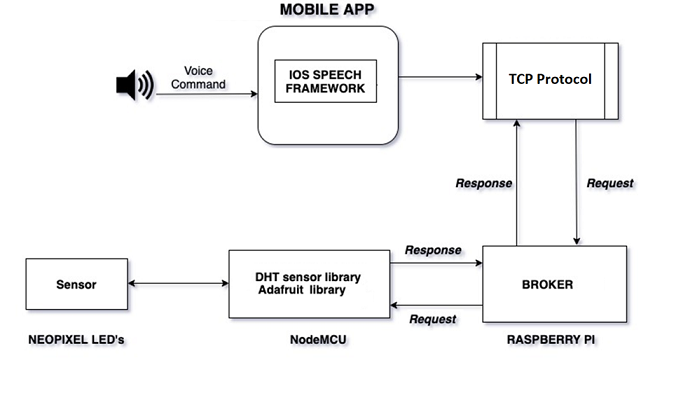 MOBILE APP
Voice
Command
IOS SPEECH
FRAMEWORK
TCP Protocol
Response
Request
Sensor
DHT sensor library
Adafruit library
Response
Request
BROKER
NEOPIXEL LED's
NodeMCU
RASPBERRY PI